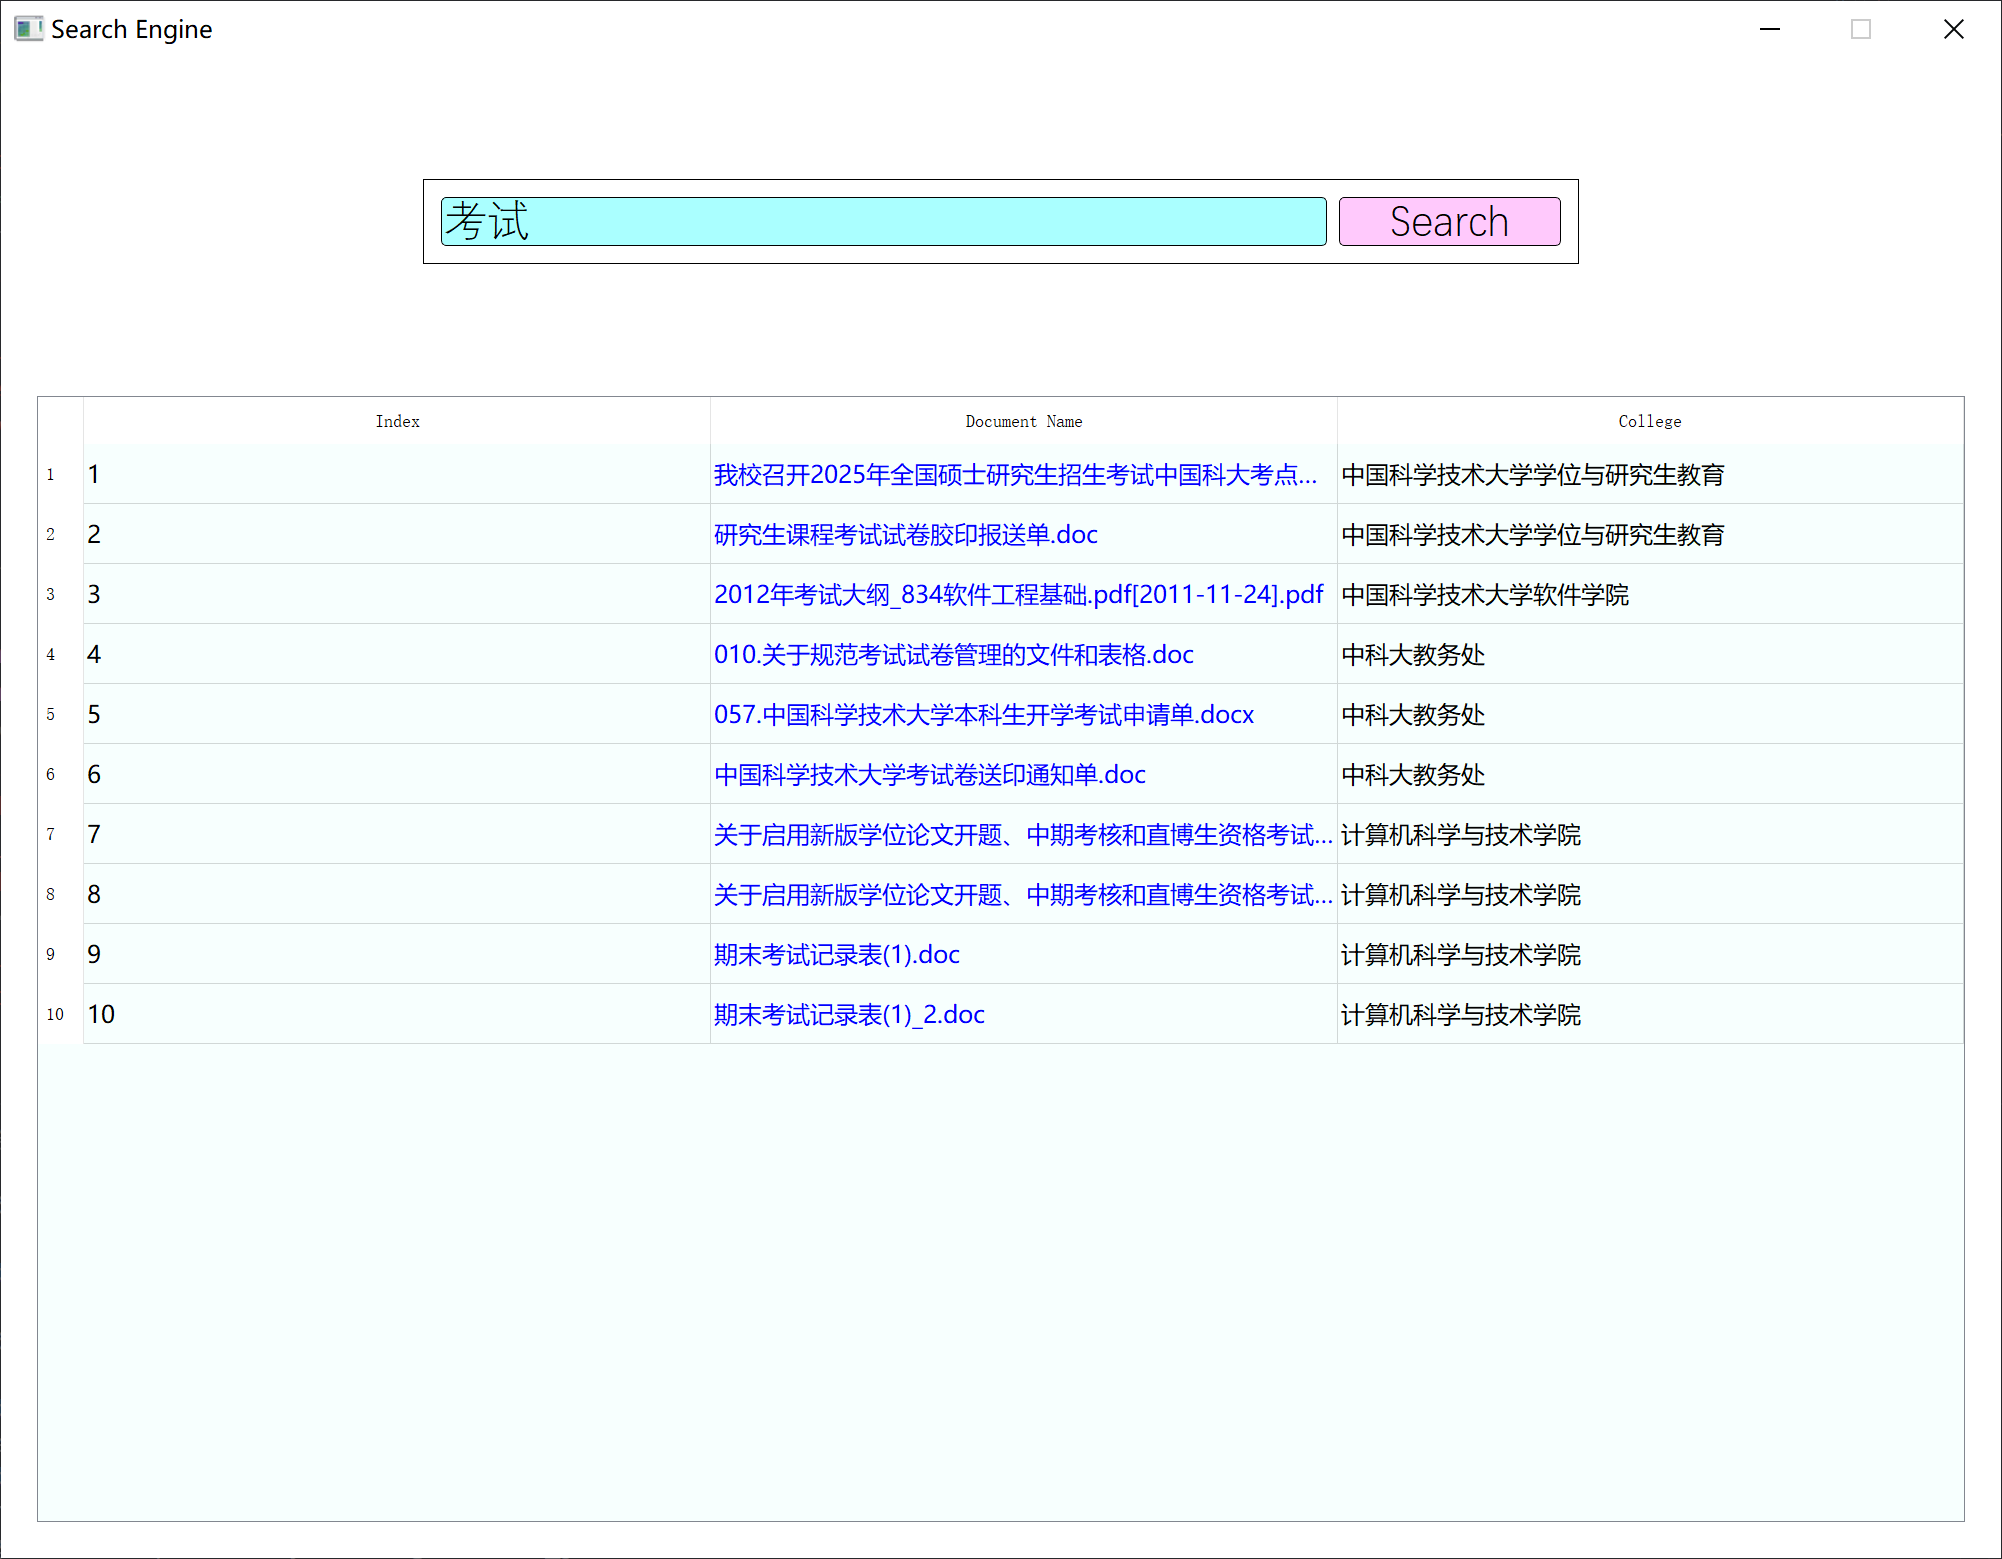 Search Engine
考试 Search
Index Document Name College
1 1 我校召开2025年全国硕士研究生招生考试中国科大考点... 中国科学技术大学学位与研究生教育
2 2 研究生课程考试试卷胶印报送单.doc 中国科学技术大学学位与研究生教育
3 3 2012年考试大纲_834软件工程基础.pdf[2011-11-24].pdf 中国科学技术大学软件学院
4 4 010.关于规范考试试卷管理的文件和表格.doc 中科大教务处
5 5 057.中国科学技术大学本科生开学考试申请单.docx 中科大教务处
6 6 中国科学技术大学考试卷送印通知单.doc 中科大教务处
7 7 关于启用新版学位论文开题、中期考核和直博生资格考试... 计算机科学与技术学院
8 8 关于启用新版学位论文开题、中期考核和直博生资格考试... 计算机科学与技术学院
9 9 期末考试记录表(1).doc 计算机科学与技术学院
10 10 期末考试记录表(1)_2.doc 计算机科学与技术学院